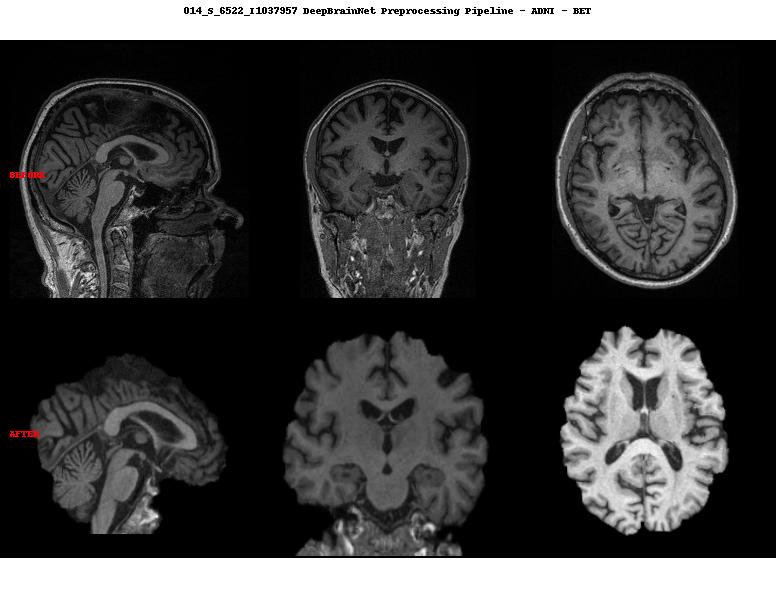 014_S_6522_I1037957 DeepBrainNet Preprocessing Pipeline - ADNI - BET
BEFORE
AFTER